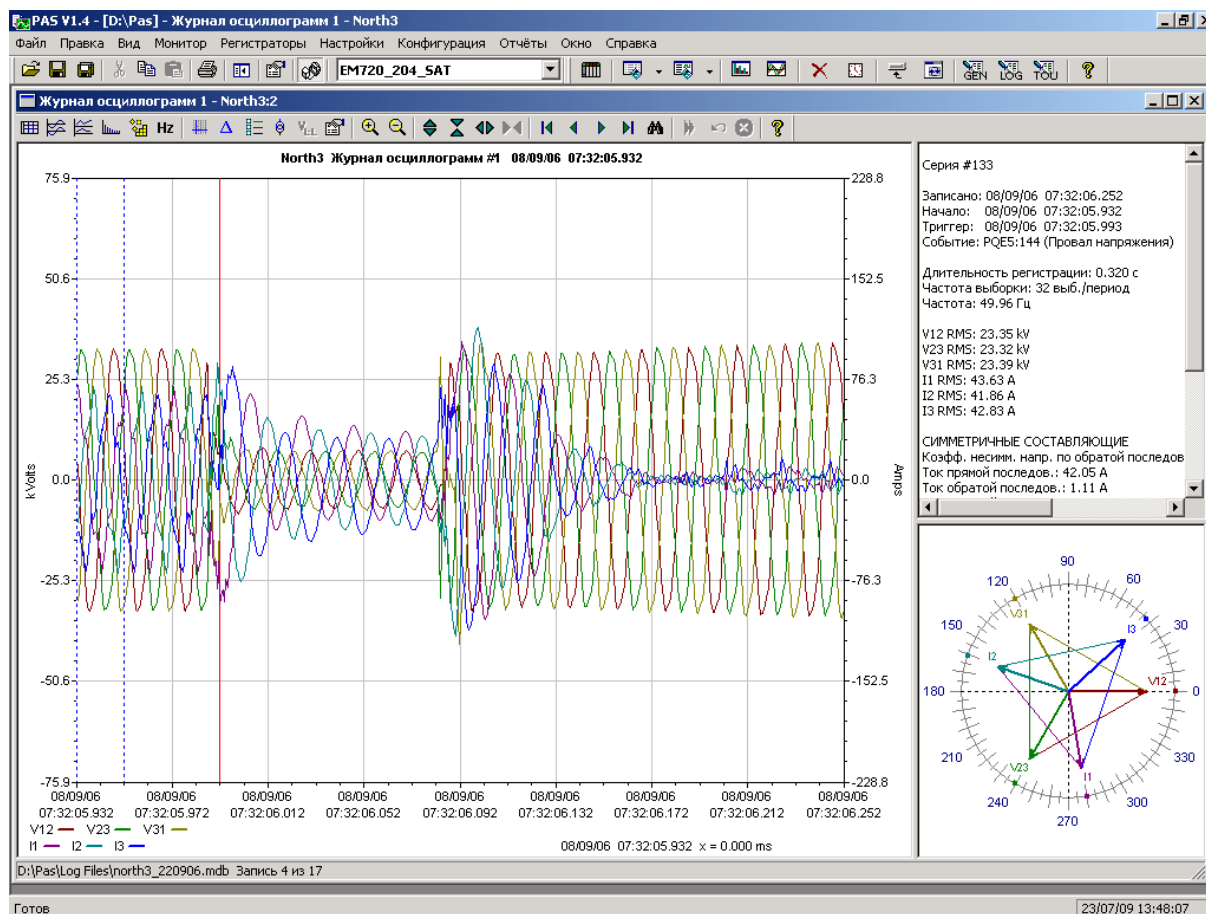 PAS V1.4 - [D:\Pas] - Журнал осциллограмм 1 - North3
Файл Правка Вид Монитор Регистраторы Настройки Конфигурация Отчёты Окно Справка
EM720_204_SAT
GEN LOG TOU
Журнал осциллограмм 1 - North3:2
Hz
VLL
North3 Журнал осциллограмм #1 08/09/06 07:32:05.932
75.9
50.6
25.3
0.0
-25.3
-50.6
-75.9
kVolts
228.8
152.5
76.3
0.0
-76.3
-152.5
-228.8
Amps
08/09/06 08/09/06 08/09/06 08/09/06 08/09/06 08/09/06 08/09/06 08/09/06 08/09/06
07:32:05.932 07:32:05.972 07:32:06.012 07:32:06.052 07:32:06.092 07:32:06.132 07:32:06.172 07:32:06.212 07:32:06.252
V12 V23 V31
I1 I2 I3
08/09/06 07:32:05.932 x = 0.000 ms
Серия #133
Записано: 08/09/06 07:32:06.252
Начало: 08/09/06 07:32:05.932
Триггер: 08/09/06 07:32:05.993
Событие: PQE5:144 (Провал напряжения)
Длительность регистрации: 0.320 с
Частота выборки: 32 выб./период
Частота: 49.96 Гц
V12 RMS: 23.35 kV
V23 RMS: 23.32 kV
V31 RMS: 23.39 kV
I1 RMS: 43.63 A
I2 RMS: 41.86 A
I3 RMS: 42.83 A
СИММЕТРИЧНЫЕ СОСТАВЛЯЮЩИЕ
Коэфф. несимм. напр. по обратой последов
Ток прямой последов.: 42.05 A
Ток обратой последов.: 1.11 A
90
120 60
V31
150 I3 30
I2
V12
180 0
210 330
V23 I1
240 300
270
D:\Pas\Log Files\north3_220906.mdb Запись 4 из 17
Готов
23/07/09 13:48:07